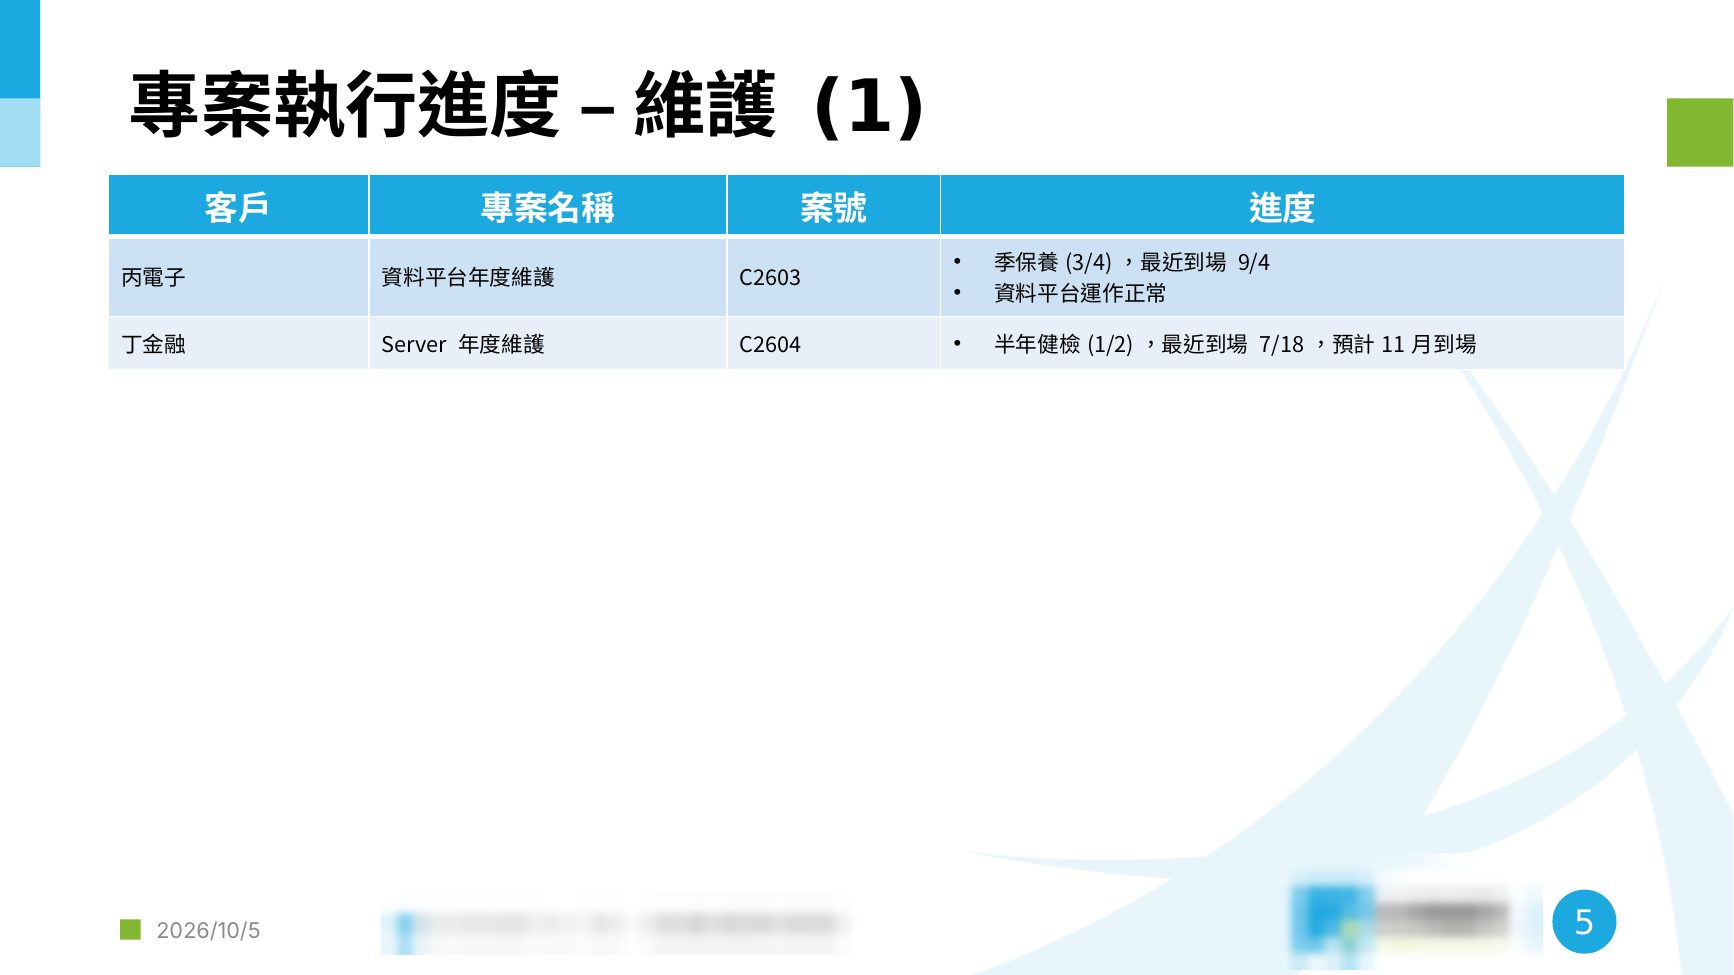 專案執行進度 – 維護 (1)
客戶 專案名稱 案號 進度
丙電子 資料平台年度維護 C2603
• 季保養 (3/4) ，最近到場 9/4
• 資料平台運作正常
丁金融 Server 年度維護 C2604 • 半年健檢 (1/2) ，最近到場 7/18 ，預計 11 月到場
2026/10/5
5